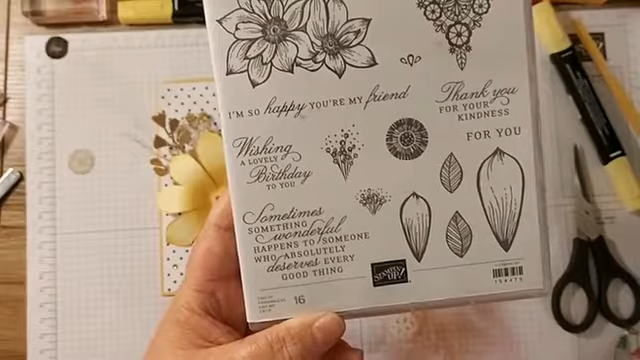 I'M SO happy YOU'RE MY friend
Thank you
FOR YOUR
KINDNESS
FOR YOU
Wishing
A LOVELY
Birthday
TO YOU
Sometimes
SOMETHING
wonderful
HAPPENS TO SOMEONE
WHO ABSOLUTELY
deserves EVERY
GOOD THING
STAMPIN' UP!
16